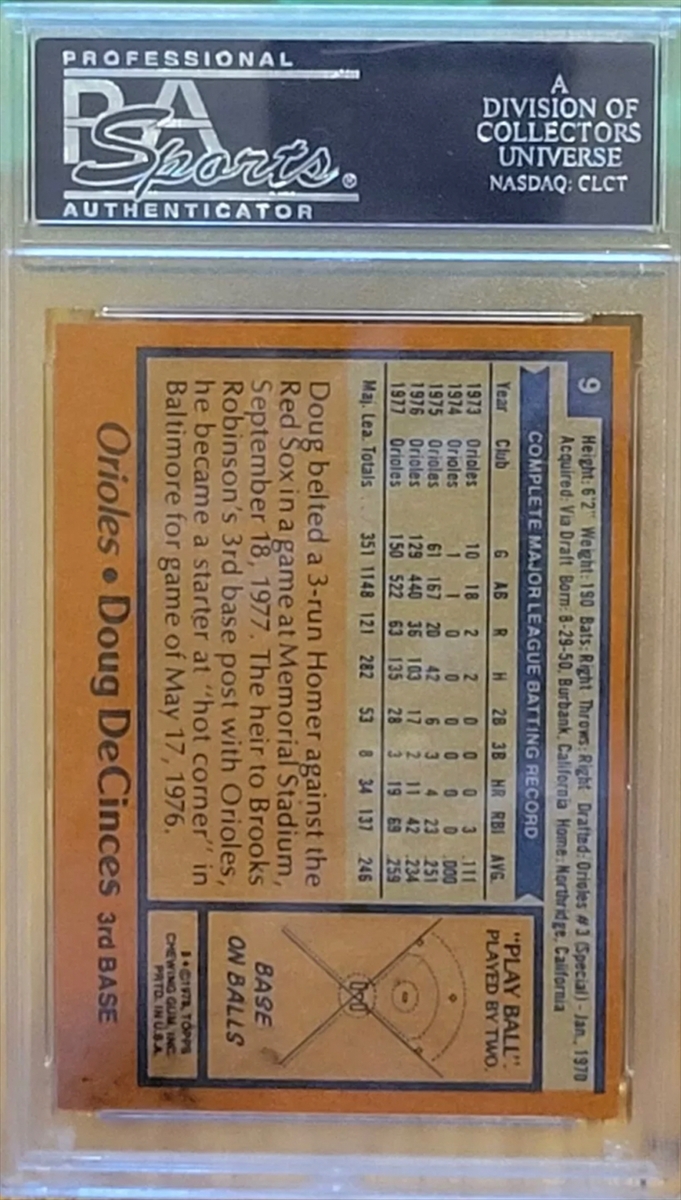 PROFESSIONAL
PSA
Sports®
AUTHENTICATOR
A
DIVISION OF
COLLECTORS
UNIVERSE
NASDAQ: CLCT
9
Height: 6'2" Weight: 190 Bats: Right Throws: Right Drafted: Orioles #3 (Special) - Jan., 1970
Acquired: Via Draft Born: 8-29-50, Burbank, California Home: Northridge, California
COMPLETE MAJOR LEAGUE BATTING RECORD
Year Club G AB R H 2B 3B HR RBI AVG.
1973 Orioles 10 18 2 2 0 0 0 3 .111
1974 Orioles 1 1 0 0 0 0 0 0 .000
1975 Orioles 61 167 20 42 6 3 4 23 .251
1976 Orioles 129 440 36 103 17 2 11 42 .234
1977 Orioles 150 522 63 135 28 3 19 69 .259
Maj. Lea. Totals . . 351 1148 121 282 53 8 34 137 .246
Doug belted a 3-run Homer against the
Red Sox in a game at Memorial Stadium,
September 18, 1977. The heir to Brooks
Robinson's 3rd base post with Orioles,
he became a starter at "hot corner" in
Baltimore for game of May 17, 1976.
"PLAY BALL"
PLAYED BY TWO.
BASE
ON BALLS
©1978, TOPPS
CHEWING GUM, INC.
PRTD. IN U.S.A.
Orioles • Doug DeCinces 3rd BASE